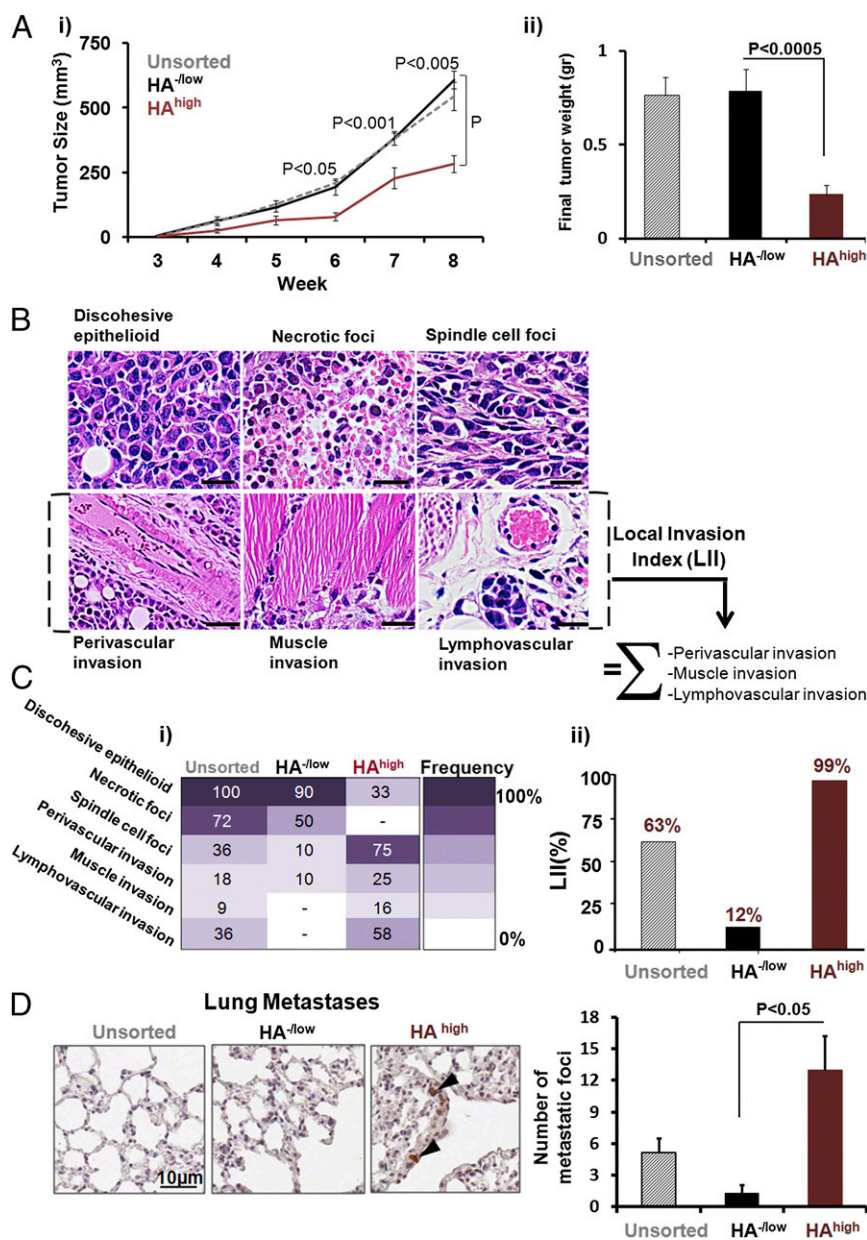 A
i)
Unsorted
HA-/low
HAhigh
Tumor Size (mm3)
750
500
250
0
P<0.05
P<0.001
P<0.005
P
3 4 5 6 7 8
Week
ii)
P<0.0005
Final tumor weight (gr)
1
0.5
0
Unsorted HA-/low HAhigh
B
Discohesive
epithelioid
Necrotic foci
Spindle cell foci
Perivascular
invasion
Muscle
invasion
Lymphovascular
invasion
Local Invasion
Index (LII)
=∑
-Perivascular invasion
-Muscle invasion
-Lymphovascular invasion
C
i)
Unsorted HA-/low HAhigh Frequency
Discohesive epithelioid 100 90 33 100%
Necrotic foci 72 50 -
Spindle cell foci 36 10 75
Perivascular invasion 18 10 25
Muscle invasion 9 - 16
Lymphovascular invasion 36 - 58 0%
ii)
LII(%)
100
75
50
25
0
63%
12%
99%
Unsorted HA-/low HAhigh
D
Lung Metastases
Unsorted HA-/low HA high
10µm
P<0.05
Number of
metastatic foci
18
15
12
9
6
3
0
Unsorted HA-/low HAhigh